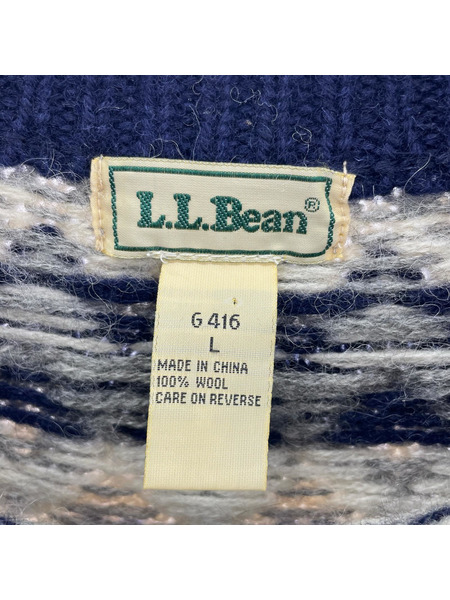 L.L.Bean®
G 416
L
MADE IN CHINA
100% WOOL
CARE ON REVERSE